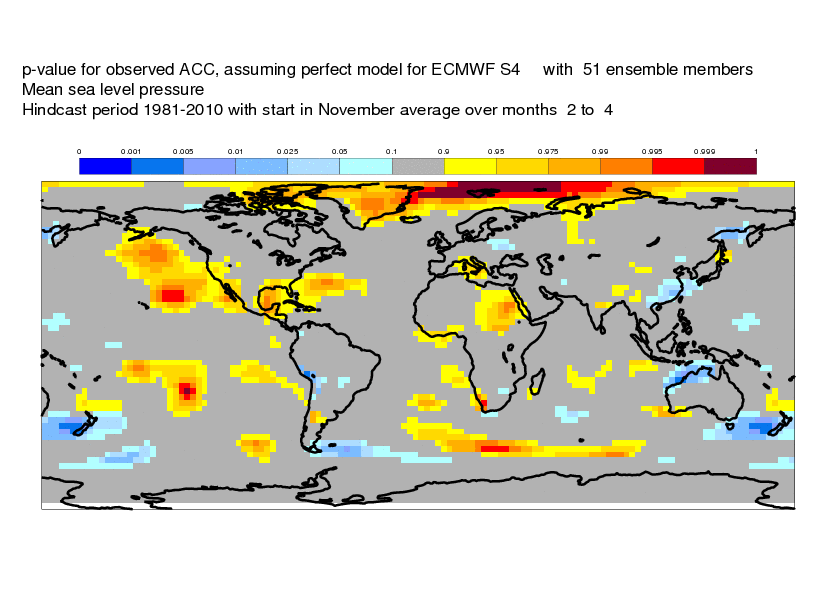 p-value for observed ACC, assuming perfect model for ECMWF S4 with 51 ensemble members
Mean sea level pressure
Hindcast period 1981-2010 with start in November average over months 2 to 4
0 0.001 0.005 0.01 0.025 0.05 0.1 0.9 0.95 0.975 0.99 0.995 0.999 1